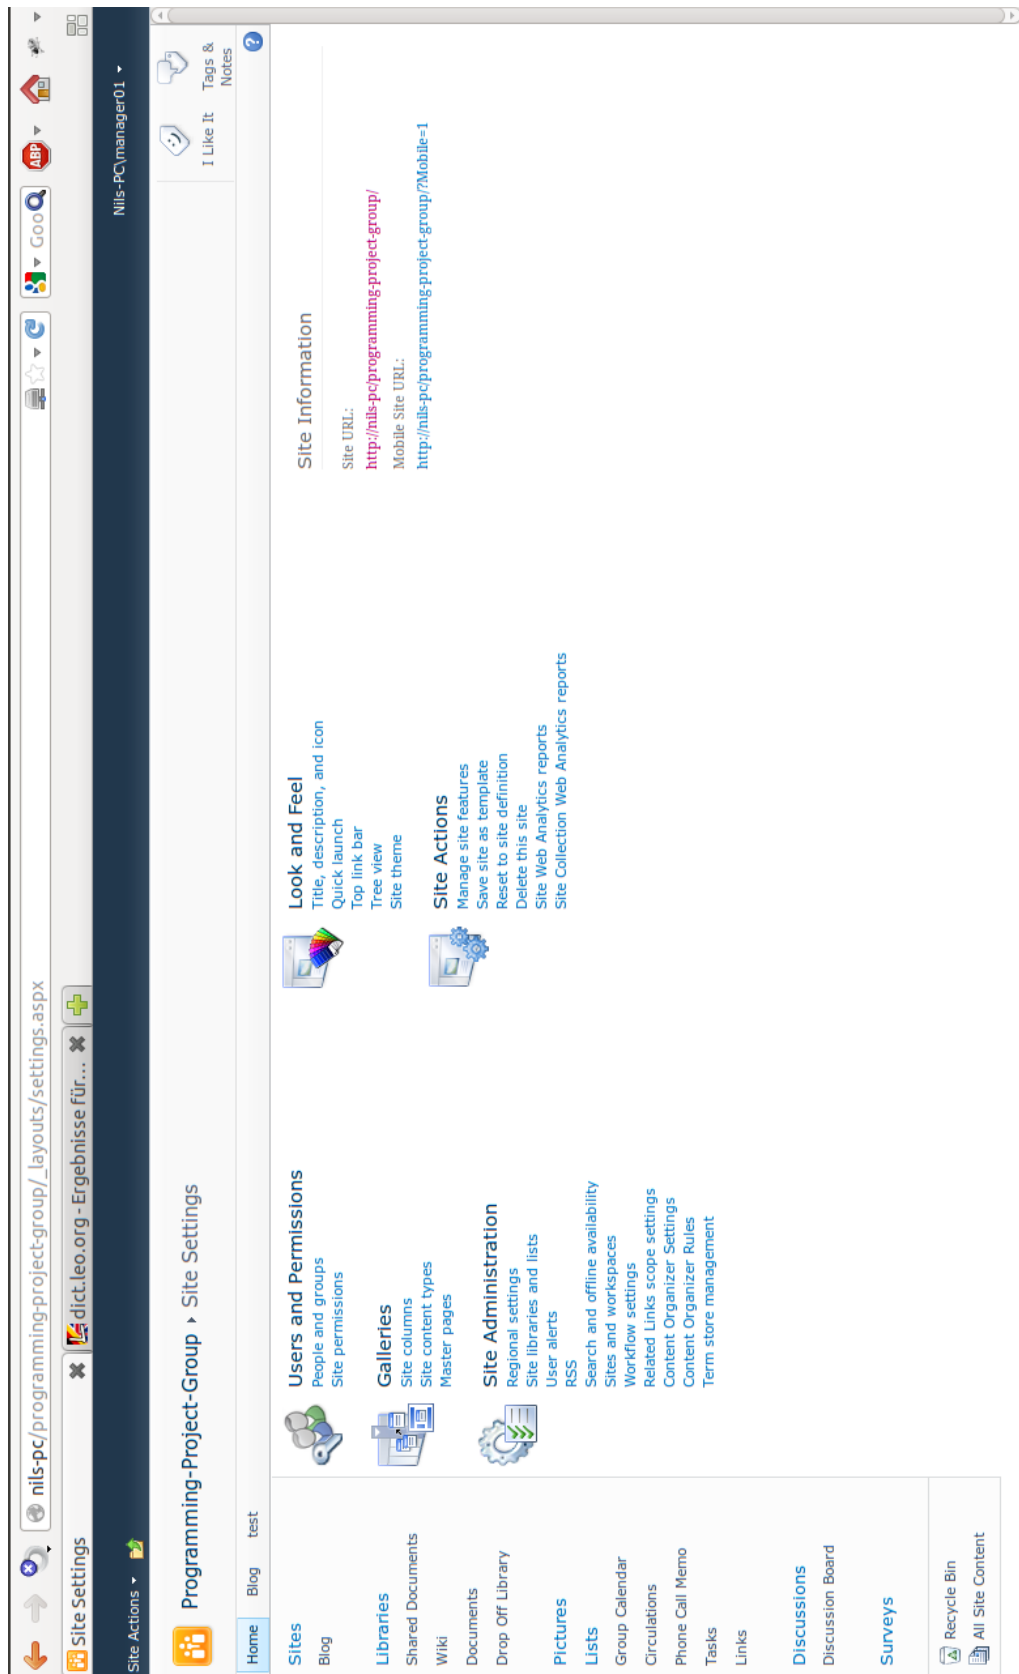 nils-pc/programming-project-group/_layouts/settings.aspx
Goo
ABP
Site Settings
dict.leo.org - Ergebnisse für...
Site Actions
Nils-PC\manager01
Programming-Project-Group ▸ Site Settings
I Like It
Tags &
Notes
Home
Blog
test
Sites
Blog
Libraries
Shared Documents
Wiki
Documents
Drop Off Library
Pictures
Lists
Group Calendar
Circulations
Phone Call Memo
Tasks
Links
Discussions
Discussion Board
Surveys
Recycle Bin
All Site Content
Users and Permissions
People and groups
Site permissions
Galleries
Site columns
Site content types
Master pages
Site Administration
Regional settings
Site libraries and lists
User alerts
RSS
Search and offline availability
Sites and workspaces
Workflow settings
Related Links scope settings
Content Organizer Settings
Content Organizer Rules
Term store management
Look and Feel
Title, description, and icon
Quick launch
Top link bar
Tree view
Site theme
Site Actions
Manage site features
Save site as template
Reset to site definition
Delete this site
Site Web Analytics reports
Site Collection Web Analytics reports
Site Information
Site URL:
http://nils-pc/programming-project-group/
Mobile Site URL:
http://nils-pc/programming-project-group/?Mobile=1